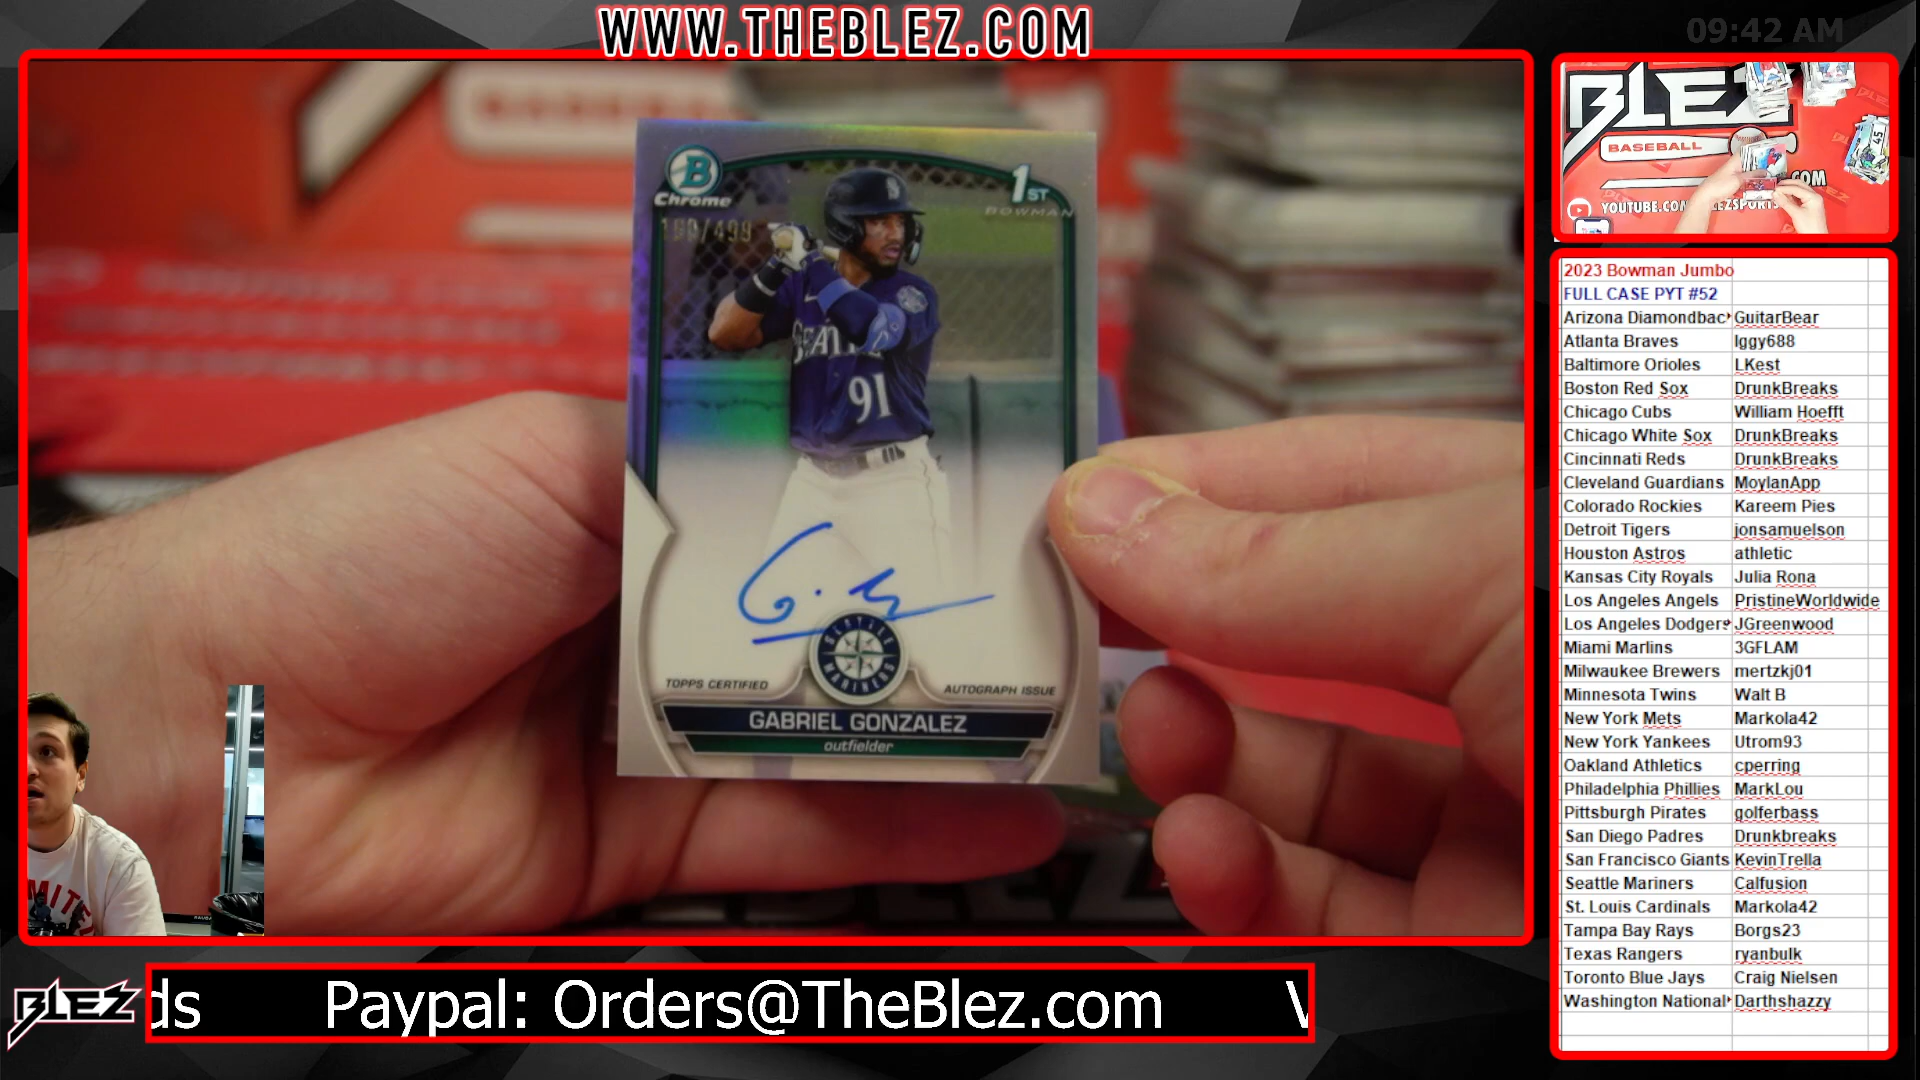 WWW.THEBLEZ.COM
09:42 AM
B
Chrome
1ST
BOWMAN
/499
SEATTLE
91
SEATTLE MARINERS
TOPPS CERTIFIED
AUTOGRAPH ISSUE
GABRIEL GONZALEZ
outfielder
BLEZ
BASEBALL
.COM
YOUTUBE.COM
2023 Bowman Jumbo
FULL CASE PYT #52
Arizona Diamondbac GuitarBear
Atlanta Braves Iggy688
Baltimore Orioles LKest
Boston Red Sox DrunkBreaks
Chicago Cubs William Hoefft
Chicago White Sox DrunkBreaks
Cincinnati Reds DrunkBreaks
Cleveland Guardians MoylanApp
Colorado Rockies Kareem Pies
Detroit Tigers jonsamuelson
Houston Astros athletic
Kansas City Royals Julia Rona
Los Angeles Angels PristineWorldwide
Los Angeles Dodgers JGreenwood
Miami Marlins 3GFLAM
Milwaukee Brewers mertzkj01
Minnesota Twins Walt B
New York Mets Markola42
New York Yankees Utrom93
Oakland Athletics cperring
Philadelphia Phillies MarkLou
Pittsburgh Pirates golferbass
San Diego Padres Drunkbreaks
San Francisco Giants KevinTrella
Seattle Mariners Calfusion
St. Louis Cardinals Markola42
Tampa Bay Rays Borgs23
Texas Rangers ryanbulk
Toronto Blue Jays Craig Nielsen
Washington National Darthshazzy
BLEZ
ds Paypal: Orders@TheBlez.com V